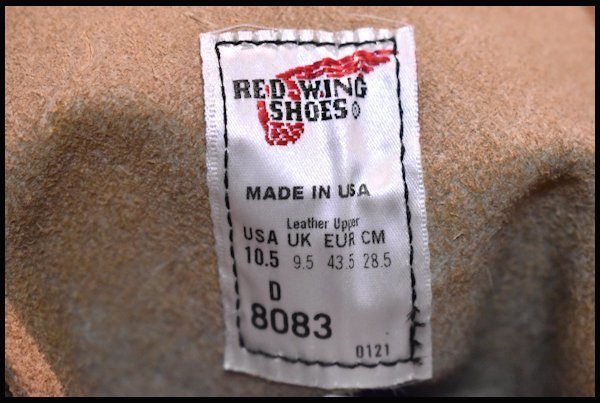 RED WING
SHOES®
MADE IN USA
Leather Upper
USA UK EUR CM
10.5 9.5 43.5 28.5
D
8083
0121